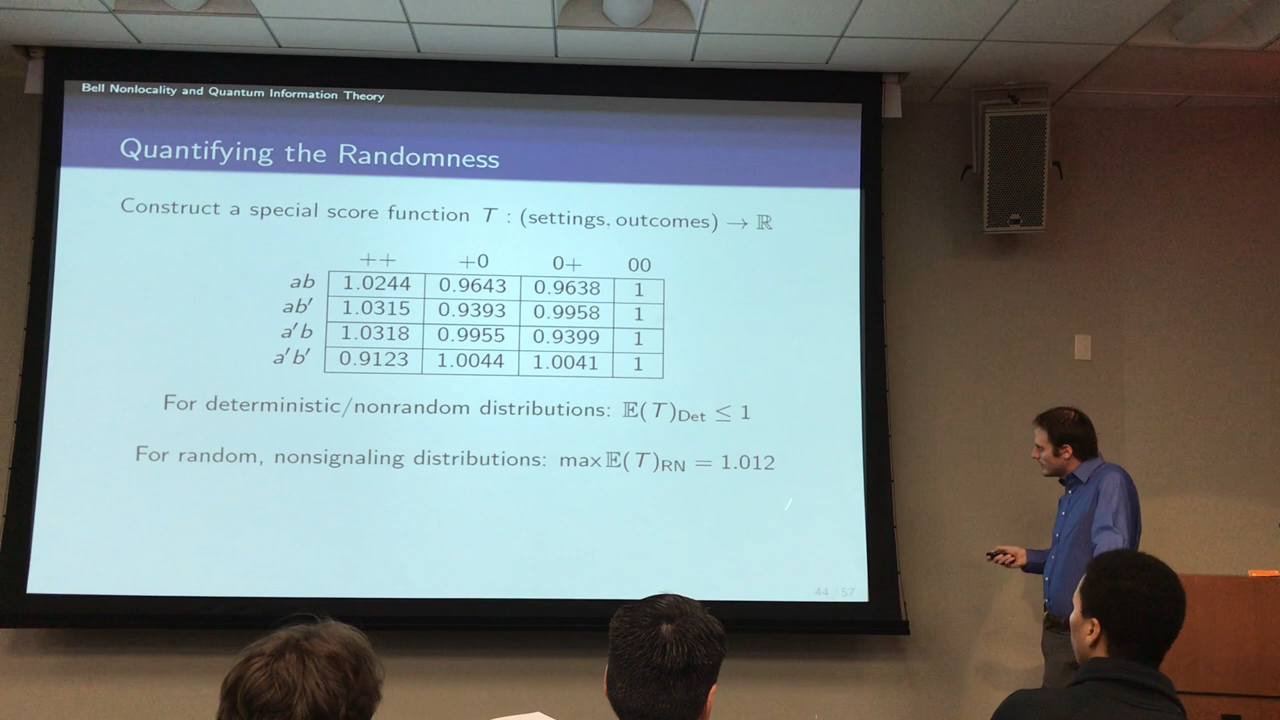 Bell Nonlocality and Quantum Information Theory
Quantifying the Randomness
Construct a special score function T : (settings, outcomes) → ℝ
++ +0 0+ 00
ab 1.0244 0.9643 0.9638 1
ab′ 1.0315 0.9393 0.9958 1
a′b 1.0318 0.9955 0.9399 1
a′b′ 0.9123 1.0044 1.0041 1
For deterministic/nonrandom distributions: 𝔼(T)Det ≤ 1
For random, nonsignaling distributions: max𝔼(T)RN = 1.012
44 / 57